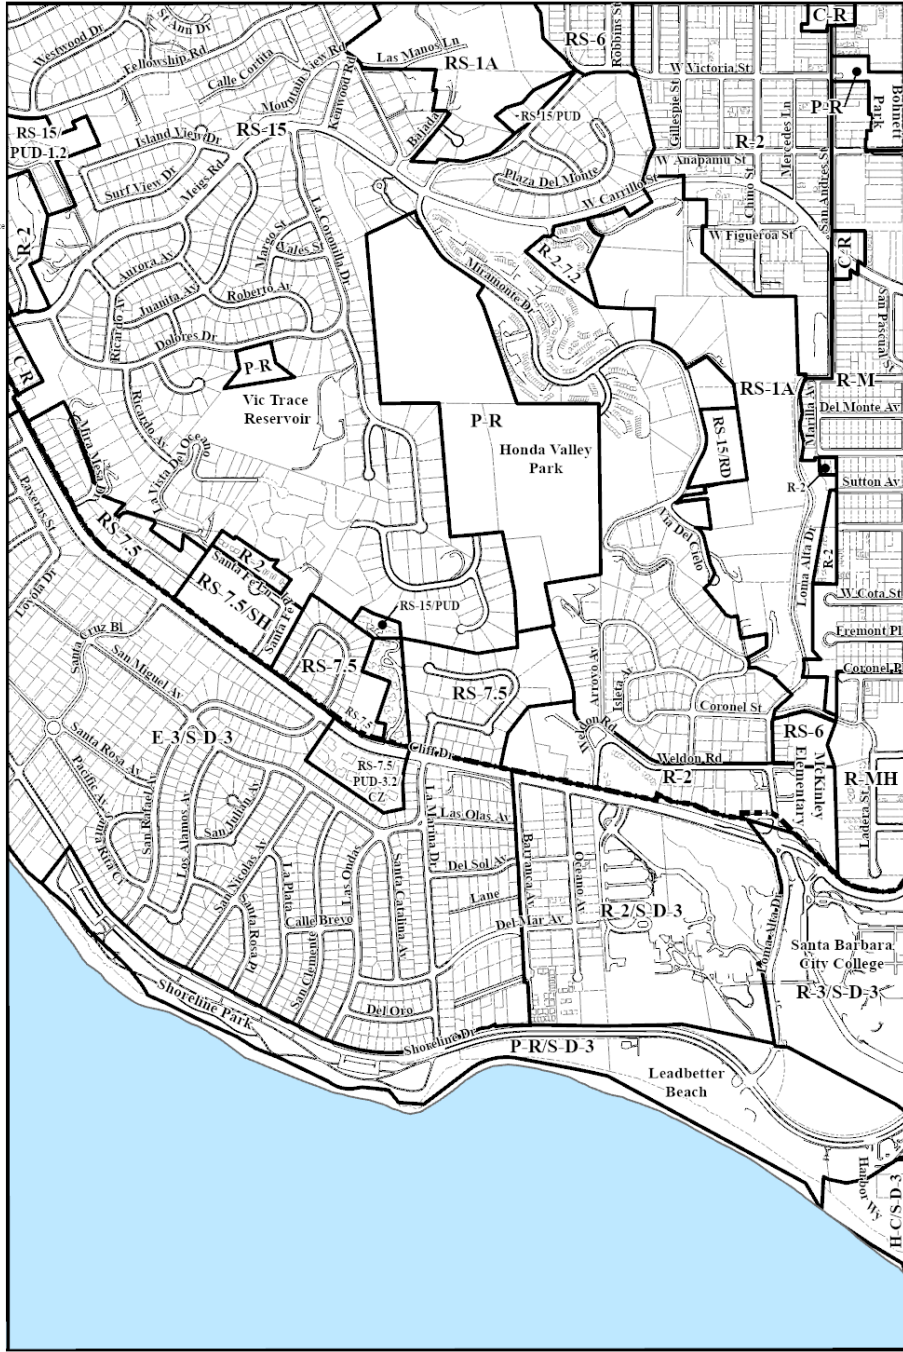 Westwood Dr
St Ann Dr
Fellowship Rd
Calle Cortita
Mountain View Rd
Kenwood Rd
Las Manos Ln
RS-1A
RS-6
Robbins St
C-R
W Victoria St
P-R
Bohnett
Park
RS-15/
PUD-1.2
Island View Dr
RS-15
Balada
RS-15/PUD
Gillespie St
R-2
Mercedes Ln
Surf View Dr
Meigs Rd
Plaza Del Monte
W Anapamu St
San Andres St
W Carrillo St
Chino St
R-2
Margo St
Vales St
La Coronilla Dr
W Figueroa St
C-R
Aurora Av
R-2-7.2
Miramonte Dr
Juanita Av
Roberto Av
San Pascual St
Ricardo Av
Dolores Dr
C-R
P-R
RS-1A
R-M
Vic Trace
Reservoir
Marilla Av
Del Monte Av
Ricardo Av
P-R
Honda Valley
Park
RS-15/RD
Mira Mesa Dr
La Vista Del Oceano
R-2
Sutton Av
Paseras St
RS-7.5
Via Del Cielo
Loma Alta Dr
R-2
R-2
Santa Fe Ln
RS-7.5/SH
Santa Fe Pl
Loyola Dr
RS-15/PUD
W Cota St
Santa Cruz Bl
Fremont Pl
San Miguel Av
RS-7.5
RS-7.5
Arroyo Av
Isleta Av
Coronel Pl
Coronel St
RS-7.5
E-3/S-D-3
Santa Rosa Av
Cliff Dr
Weldon Rd
RS-6
Weldon Rd
McKinley
Elementary
RS-7.5/
PUD-3.2
CZ
R-2
R-MH
Ladera St
Pacific Av
San Rafael Av
Santa Rita Ct
Los Alamos Av
San Julian Av
San Nicolas Av
La Plata
Las Ondas
Santa Catalina Av
La Marina Dr
Las Olas Av
Del Sol Av
Lane
Barranca Av
Oceano Av
Santa Rosa Pl
Calle Brevo
Del Mar Av
R-2/S-D-3
Loma Alta Dr
Santa Barbara
City College
San Clemente
R-3/S-D-3
Shoreline Park
Del Oro
Shoreline Dr
P-R/S-D-3
Leadbetter
Beach
Harbor Wy
H-C/S-D-3